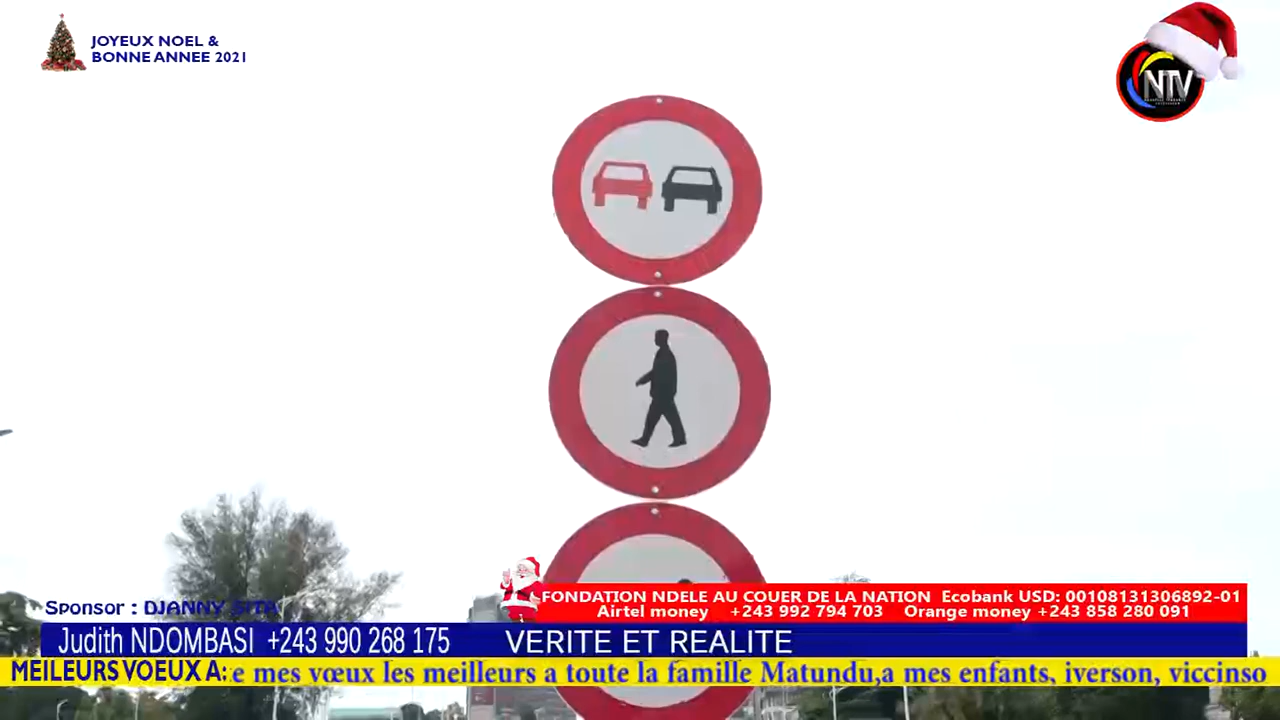 JOYEUX NOEL &
BONNE ANNEE 2021
NTV
Sponsor : DJANNY SITA
FONDATION NDELE AU COUER DE LA NATION Ecobank USD: 00108131306892-01
Airtel money +243 992 794 703 Orange money +243 858 280 091
Judith NDOMBASI +243 990 268 175 VERITE ET REALITE
MEILEURS VOEUX A: e mes vœux les meilleurs a toute la famille Matundu,a mes enfants, iverson, viccinso